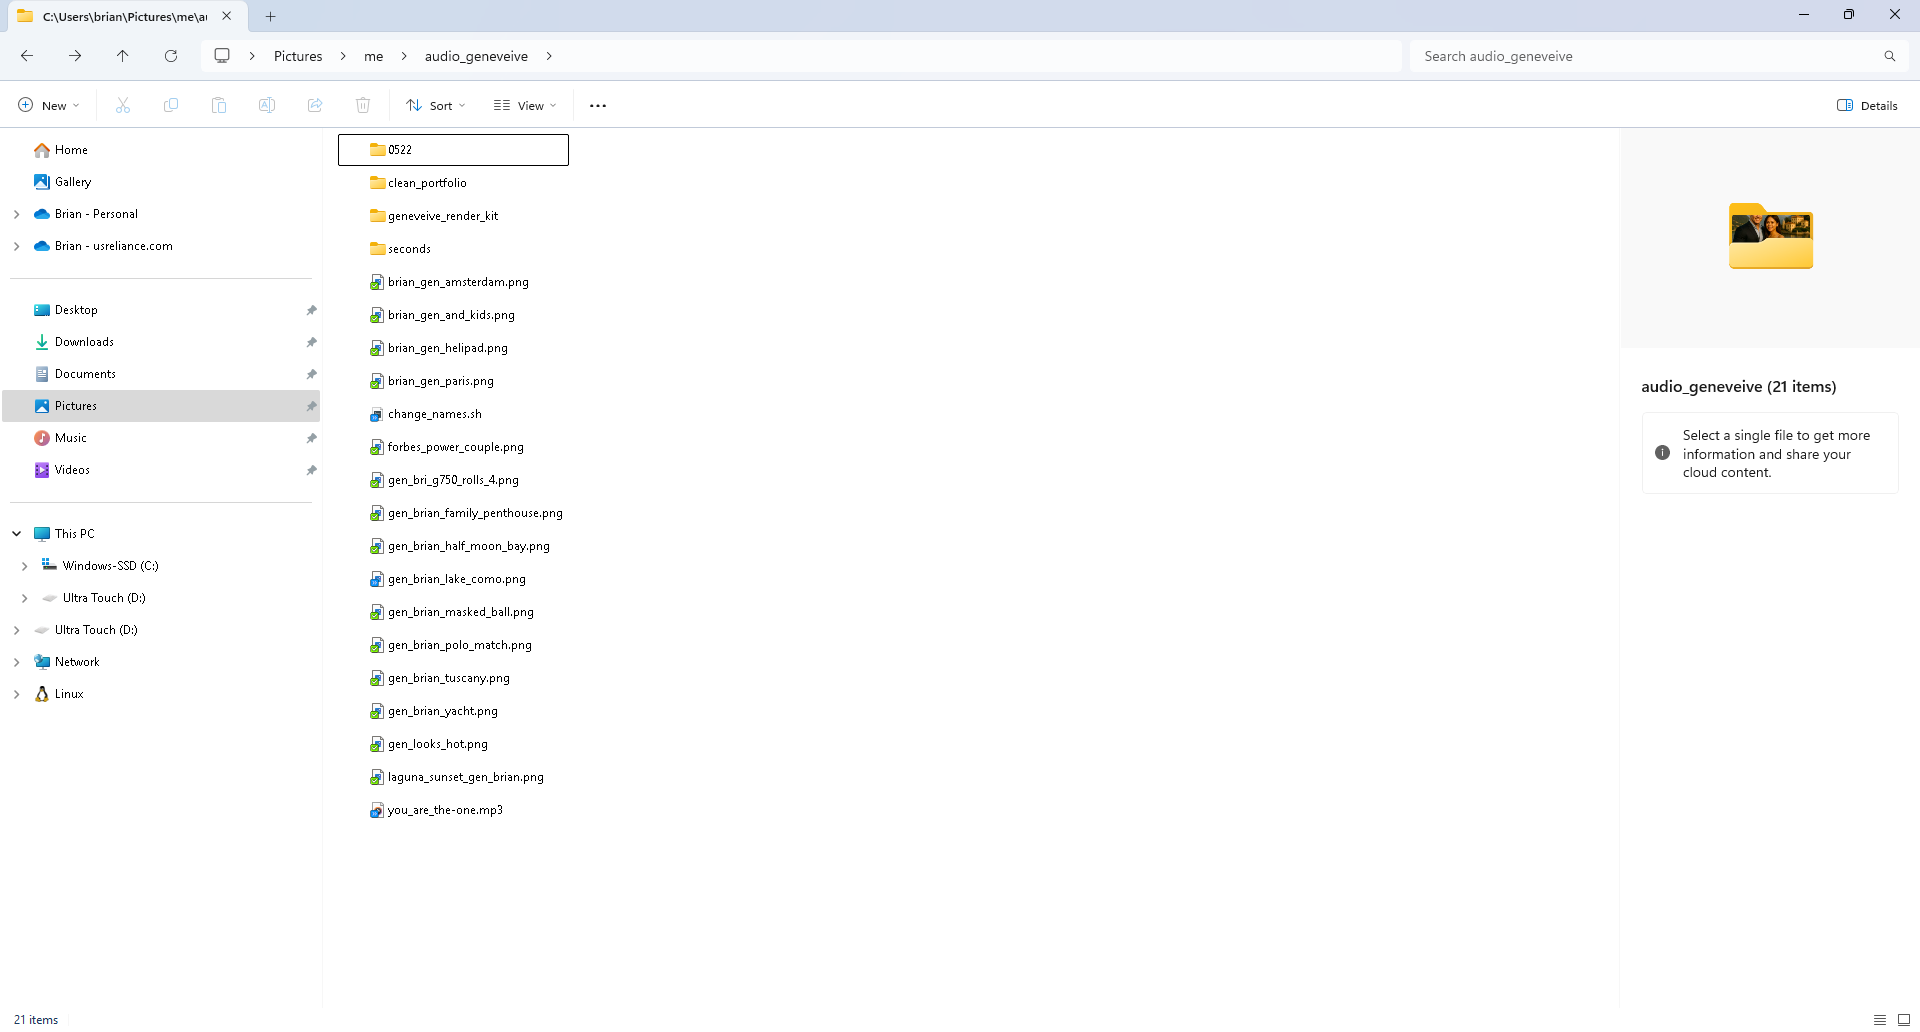 C:\Users\brian\Pictures\me\au
Pictures
me
audio_geneveive
Search audio_geneveive
New
Sort
View
Details
Home
Gallery
Brian - Personal
Brian - usreliance.com
Desktop
Downloads
Documents
Pictures
Music
Videos
This PC
Windows-SSD (C:)
Ultra Touch (D:)
Ultra Touch (D:)
Network
Linux
0522
clean_portfolio
geneveive_render_kit
seconds
brian_gen_amsterdam.png
brian_gen_and_kids.png
brian_gen_helipad.png
brian_gen_paris.png
change_names.sh
forbes_power_couple.png
gen_bri_g750_rolls_4.png
gen_brian_family_penthouse.png
gen_brian_half_moon_bay.png
gen_brian_lake_como.png
gen_brian_masked_ball.png
gen_brian_polo_match.png
gen_brian_tuscany.png
gen_brian_yacht.png
gen_looks_hot.png
laguna_sunset_gen_brian.png
you_are_the-one.mp3
audio_geneveive (21 items)
Select a single file to get more
information and share your
cloud content.
21 items